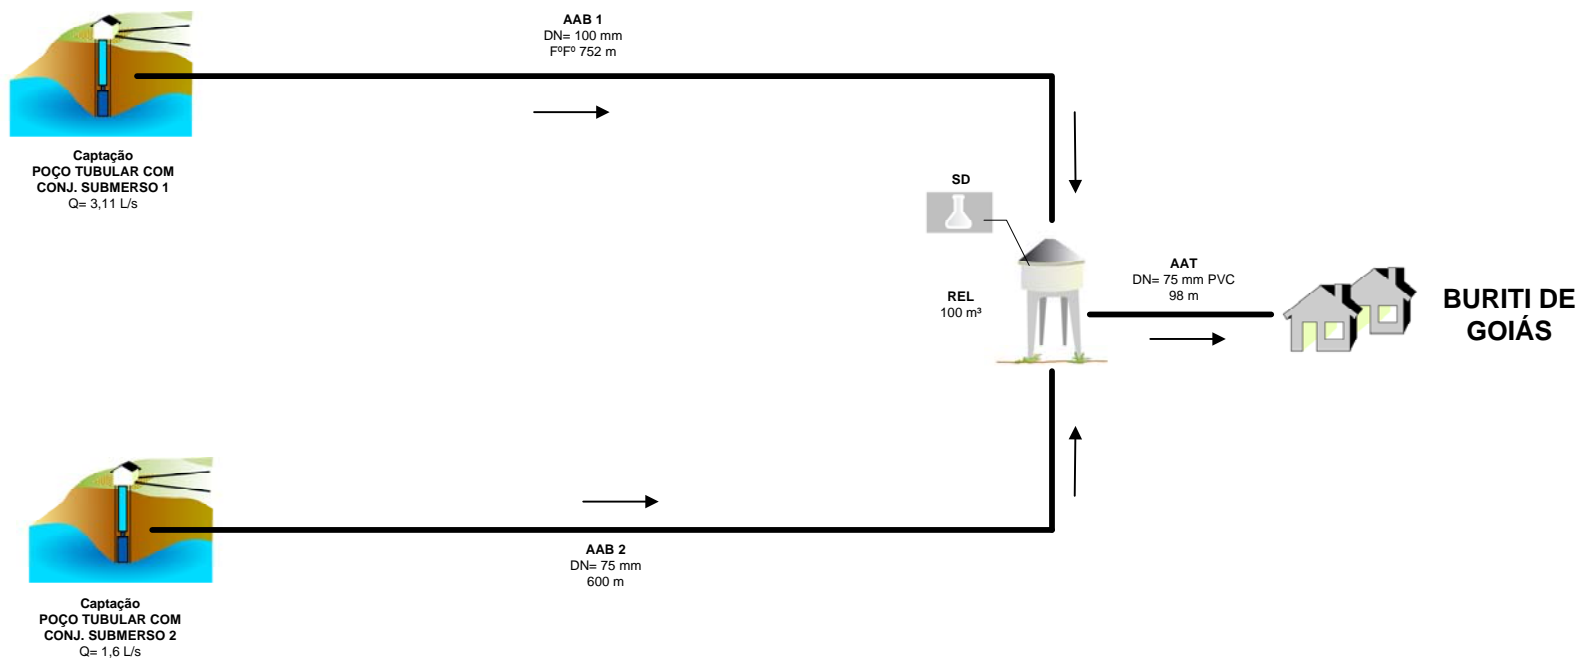 AAB 1
DN= 100 mm
FºFº 752 m
Captação
POÇO TUBULAR COM
CONJ. SUBMERSO 1
Q= 3,11 L/s
SD
REL
100 m³
AAT
DN= 75 mm PVC
98 m
BURITI DE
GOIÁS
AAB 2
DN= 75 mm
600 m
Captação
POÇO TUBULAR COM
CONJ. SUBMERSO 2
Q= 1,6 L/s